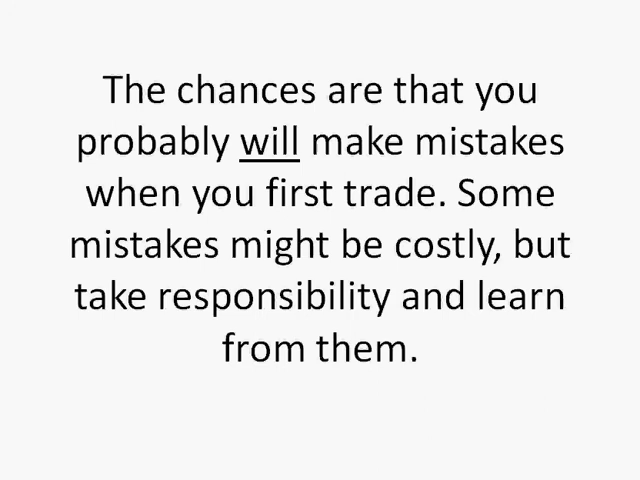 The chances are that you
probably will make mistakes
when you first trade. Some
mistakes might be costly, but
take responsibility and learn
from them.